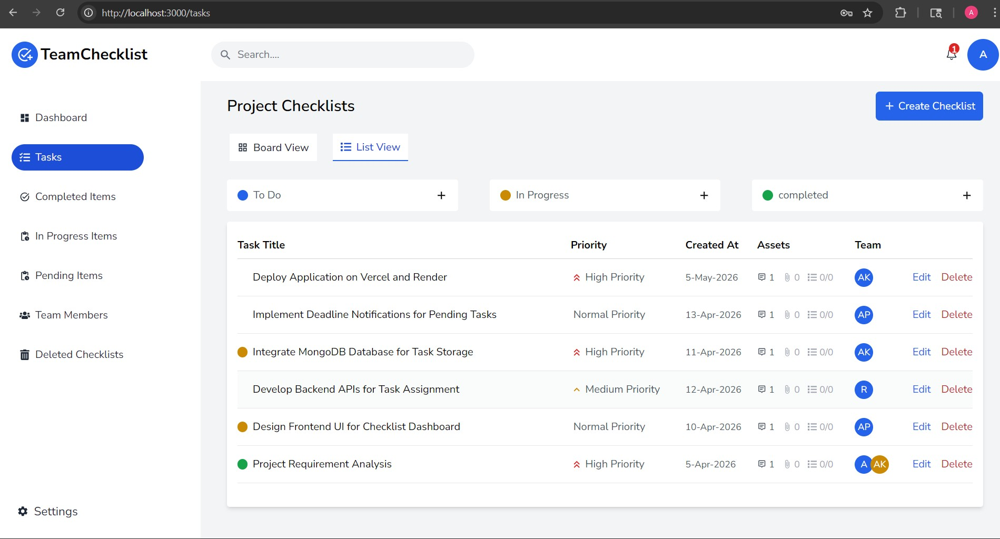 http://localhost:3000/tasks
A
TeamChecklist
Search....
1
A
Dashboard
Tasks
Completed Items
In Progress Items
Pending Items
Team Members
Deleted Checklists
Settings
Project Checklists
+ Create Checklist
Board View
List View
To Do +
In Progress +
completed +
Task Title Priority Created At Assets Team
Deploy Application on Vercel and Render High Priority 5-May-2026 1 0 0/0 AK Edit Delete
Implement Deadline Notifications for Pending Tasks Normal Priority 13-Apr-2026 1 0 0/0 AP Edit Delete
Integrate MongoDB Database for Task Storage High Priority 11-Apr-2026 1 0 0/0 AK Edit Delete
Develop Backend APIs for Task Assignment Medium Priority 12-Apr-2026 1 0 0/0 R Edit Delete
Design Frontend UI for Checklist Dashboard Normal Priority 10-Apr-2026 1 0 0/0 AP Edit Delete
Project Requirement Analysis High Priority 5-Apr-2026 1 0 0/0 A AK Edit Delete